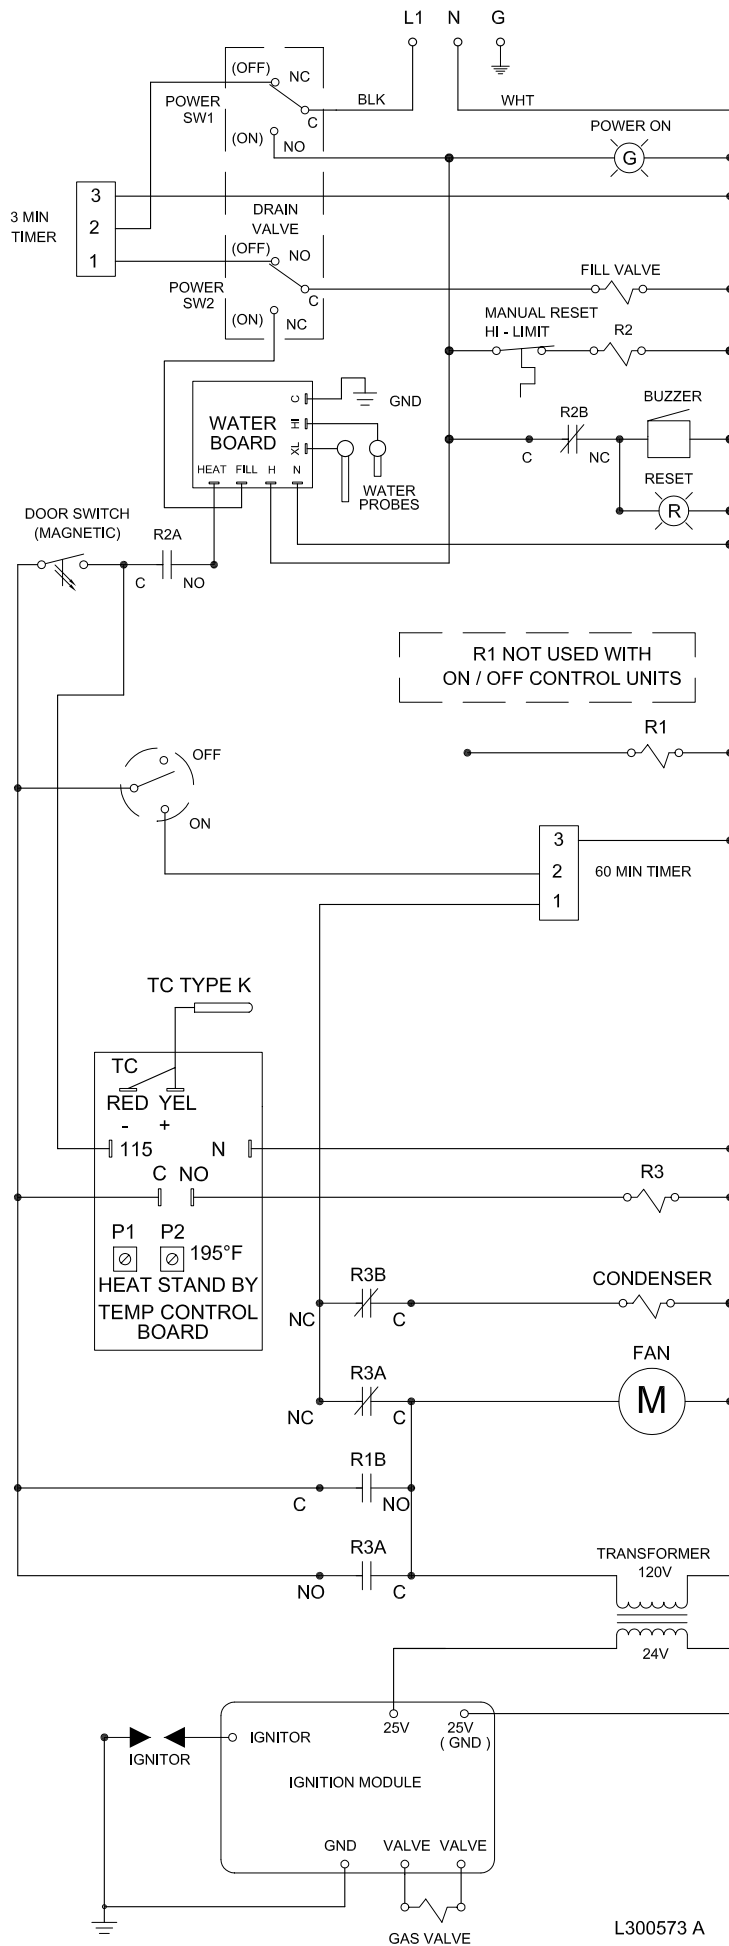 L1 N G
(OFF) NC
POWER
SW1
C
BLK
WHT
(ON) NO
POWER ON
G
3 MIN
TIMER
3
2
1
DRAIN
VALVE
(OFF) NO
POWER
SW2
C
(ON) NC
FILL VALVE
MANUAL RESET
HI - LIMIT
R2
WATER
BOARD
C
HI
XL
GND
HEAT FILL H N
WATER
PROBES
R2B
C NC
BUZZER
RESET
R
DOOR SWITCH
(MAGNETIC)
R2A
C NO
R1 NOT USED WITH
ON / OFF CONTROL UNITS
R1
OFF
ON
3
2
1
60 MIN TIMER
TC TYPE K
TC
RED YEL
- +
115 N
C NO
R3
P1 P2
195°F
HEAT STAND BY
TEMP CONTROL
BOARD
R3B
NC C
CONDENSER
FAN
M
R3A
NC C
R1B
C NO
R3A
NO C
TRANSFORMER
120V
24V
25V
25V
( GND )
IGNITOR
IGNITOR
IGNITION MODULE
GND VALVE VALVE
GAS VALVE
L300573 A